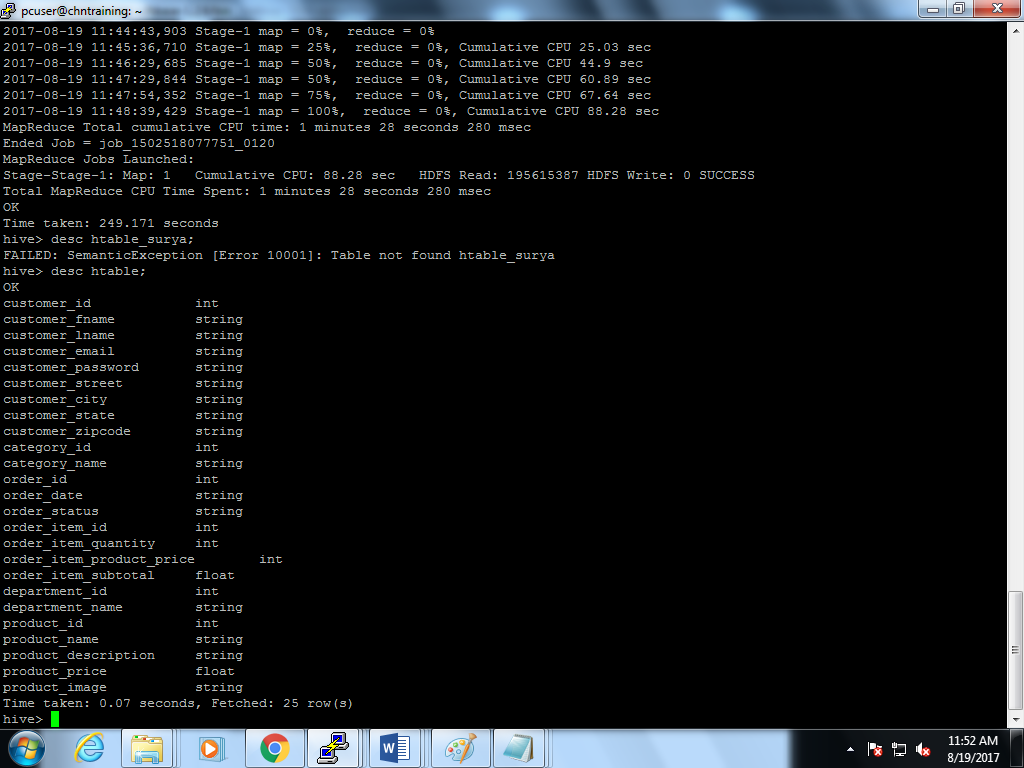 pcuser@chntraining: ~
2017-08-19 11:44:43,903 Stage-1 map = 0%,  reduce = 0%
2017-08-19 11:45:36,710 Stage-1 map = 25%,  reduce = 0%, Cumulative CPU 25.03 sec
2017-08-19 11:46:29,685 Stage-1 map = 50%,  reduce = 0%, Cumulative CPU 44.9 sec
2017-08-19 11:47:29,844 Stage-1 map = 50%,  reduce = 0%, Cumulative CPU 60.89 sec
2017-08-19 11:47:54,352 Stage-1 map = 75%,  reduce = 0%, Cumulative CPU 67.64 sec
2017-08-19 11:48:39,429 Stage-1 map = 100%,  reduce = 0%, Cumulative CPU 88.28 sec
MapReduce Total cumulative CPU time: 1 minutes 28 seconds 280 msec
Ended Job = job_1502518077751_0120
MapReduce Jobs Launched:
Stage-Stage-1: Map: 1   Cumulative CPU: 88.28 sec   HDFS Read: 195615387 HDFS Write: 0 SUCCESS
Total MapReduce CPU Time Spent: 1 minutes 28 seconds 280 msec
OK
Time taken: 249.171 seconds
hive> desc htable_surya;
FAILED: SemanticException [Error 10001]: Table not found htable_surya
hive> desc htable;
OK
customer_id             int
customer_fname          string
customer_lname          string
customer_email          string
customer_password       string
customer_street         string
customer_city           string
customer_state          string
customer_zipcode        string
category_id             int
category_name           string
order_id                int
order_date              string
order_status            string
order_item_id           int
order_item_quantity     int
order_item_product_price        int
order_item_subtotal     float
department_id           int
department_name         string
product_id              int
product_name            string
product_description     string
product_price           float
product_image           string
Time taken: 0.07 seconds, Fetched: 25 row(s)
hive>
11:52 AM
8/19/2017